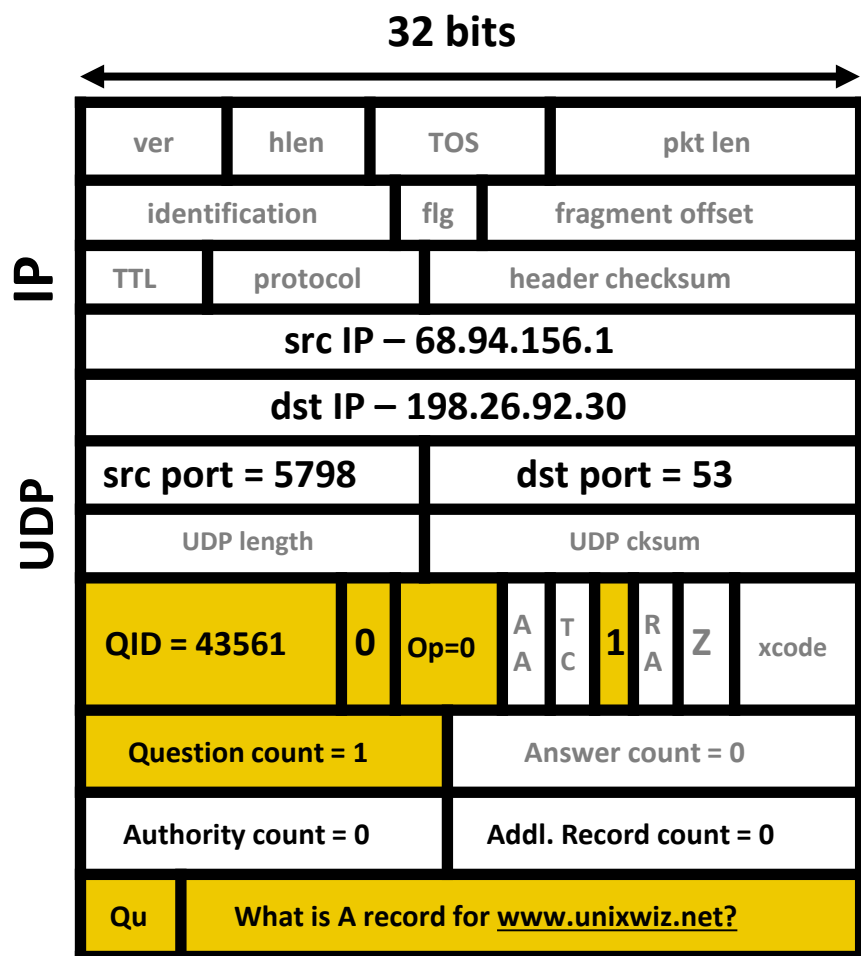 32 bits
ver hlen TOS pkt len
identification flg fragment offset
IP
TTL protocol header checksum
src IP – 68.94.156.1
dst IP – 198.26.92.30
UDP
src port = 5798 dst port = 53
UDP length UDP cksum
QID = 43561 0 Op=0 AA TC 1 RA Z xcode
Question count = 1 Answer count = 0
Authority count = 0 Addl. Record count = 0
Qu What is A record for www.unixwiz.net?